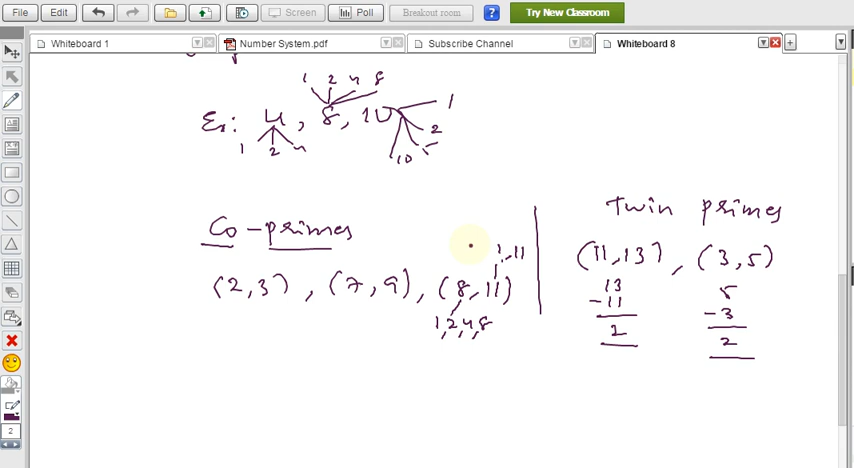 File Edit Screen Poll Breakout room ? Try New Classroom
Whiteboard 1 Number System.pdf Subscribe Channel Whiteboard 8
1 2 4 8
Ex: 4, 8, 10 1
1 2 4 10 5 2
Co-primes
(2,3), (7,9), (8,11)
1,11
1,2,4,8
Twin primes
(11,13), (3,5)
13 5
-11 -3
2 2
2